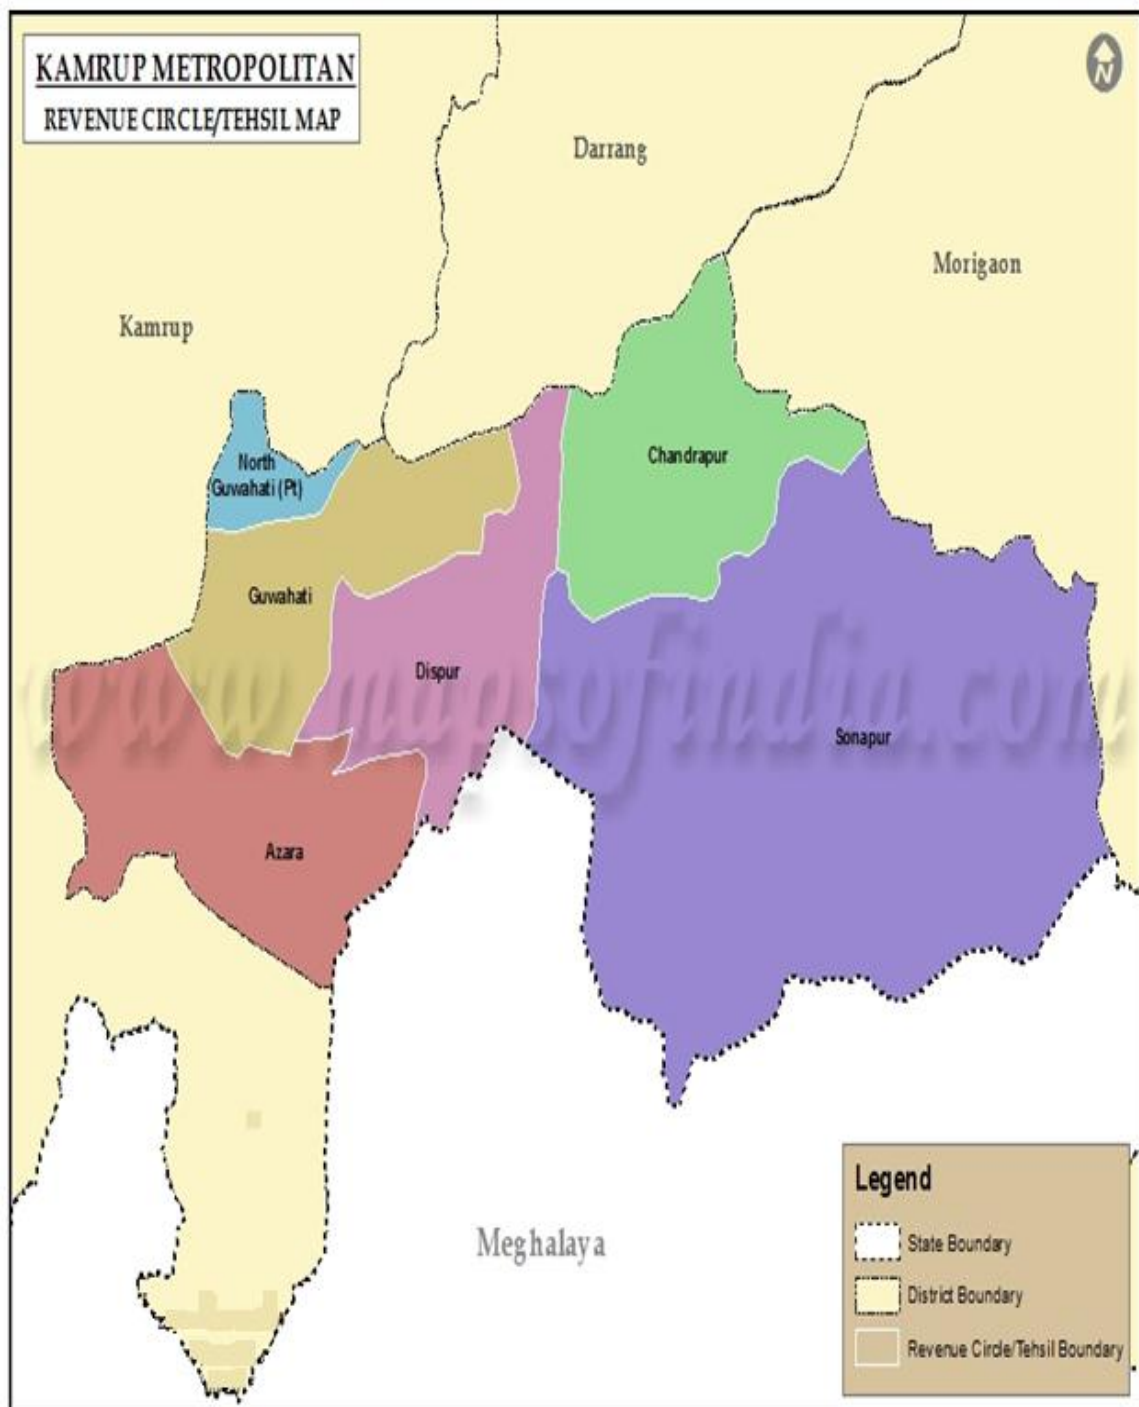 KAMRUP METROPOLITAN
REVENUE CIRCLE/TEHSIL MAP
N
Darrang
Morigaon
Kamrup
North
Guwahati (Pt)
Chandrapur
Guwahati
Dispur
www.mapsofindia.com
Sonapur
Azara
Meghalaya
Legend
State Boundary
District Boundary
Revenue Circle/Tehsil Boundary